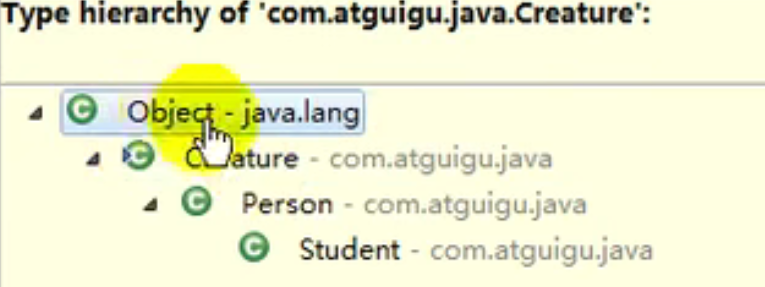 Type hierarchy of 'com.atguigu.java.Creature':
Object - java.lang
Creature - com.atguigu.java
Person - com.atguigu.java
Student - com.atguigu.java